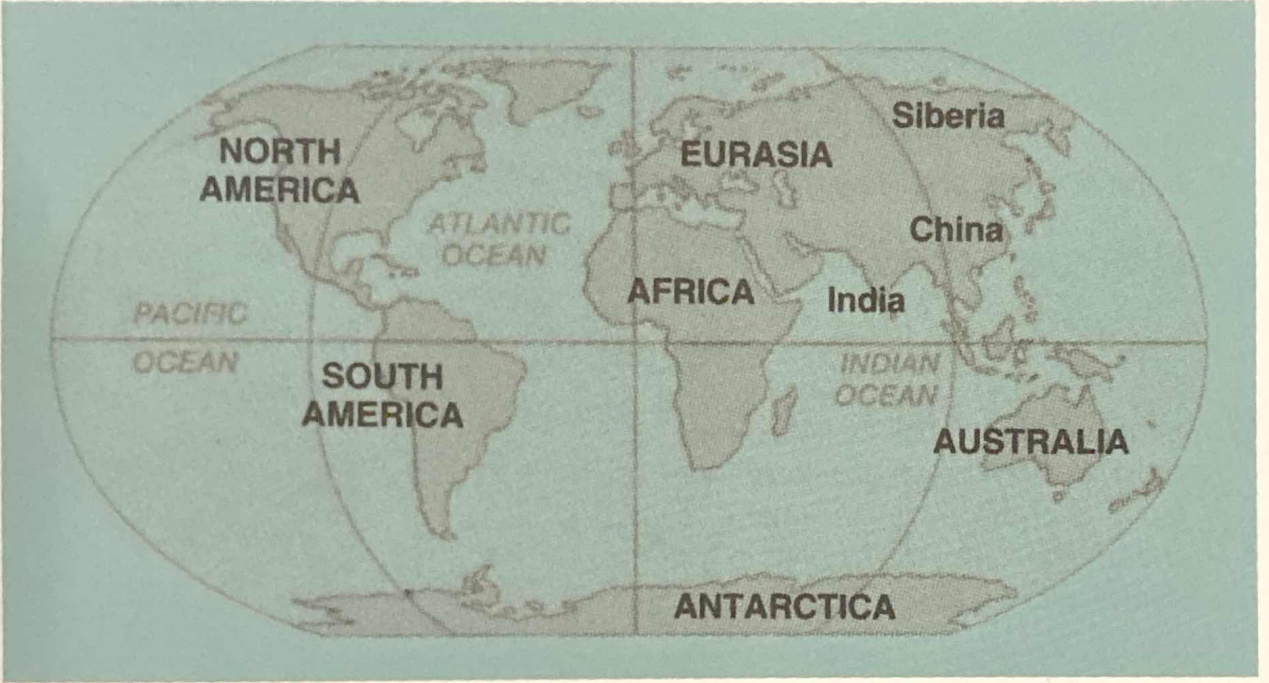 Siberia
NORTH
AMERICA
EURASIA
ATLANTIC
OCEAN
China
AFRICA
India
PACIFIC
OCEAN
SOUTH
AMERICA
INDIAN
OCEAN
AUSTRALIA
ANTARCTICA